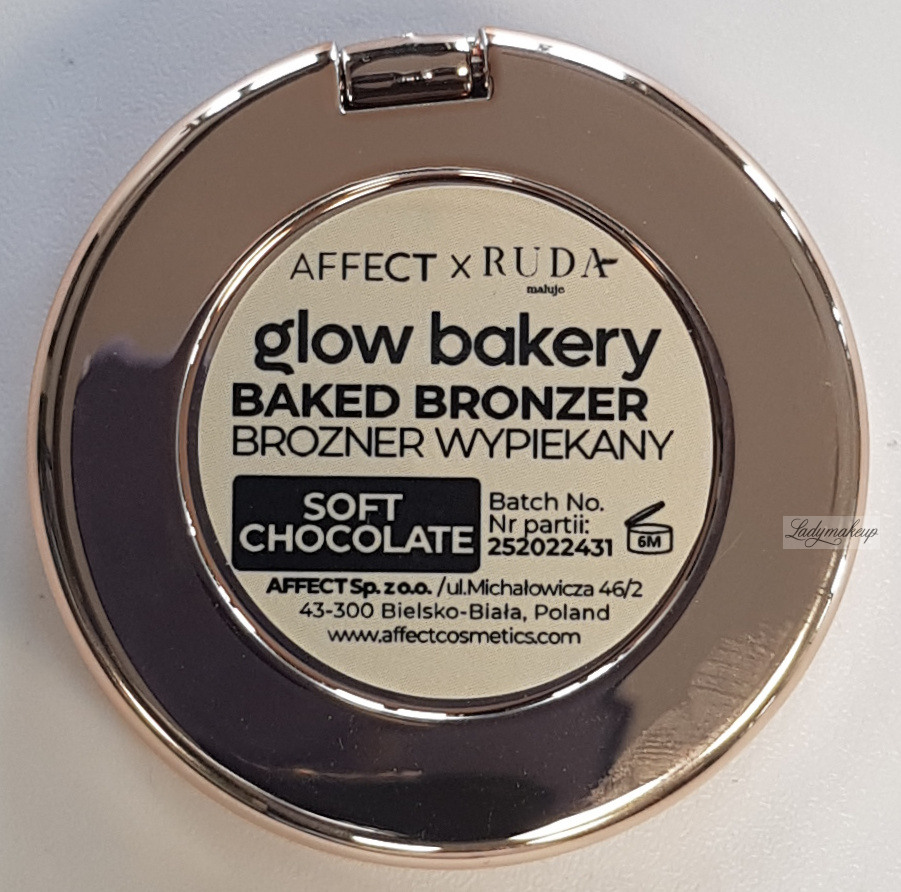 AFFECT x RUDA
maluje
glow bakery
BAKED BRONZER
BROZNER WYPIEKANY
SOFT
CHOCOLATE
Batch No.
Nr partii:
252022431
6M
AFFECT Sp. z o.o. /ul.Michałowicza 46/2
43-300 Bielsko-Biała, Poland
www.affectcosmetics.com
Ladymakeup